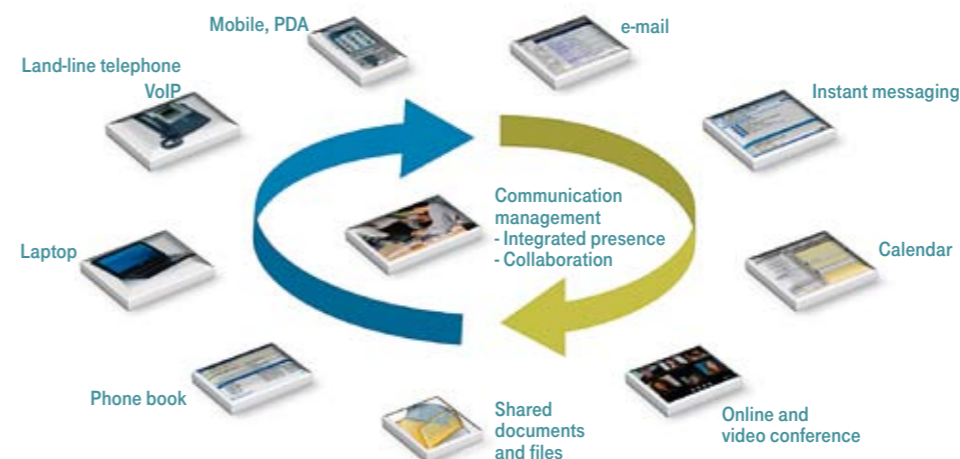 Mobile, PDA
e-mail
Land-line telephone
VoIP
Instant messaging
Communication
management
- Integrated presence
- Collaboration
Laptop
Calendar
Phone book
Shared
documents
and files
Online and
video conference